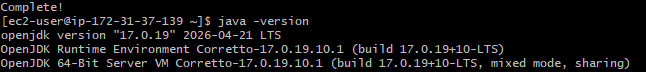 Complete!
[ec2-user@ip-172-31-37-139 ~]$ java -version
openjdk version "17.0.19" 2026-04-21 LTS
OpenJDK Runtime Environment Corretto-17.0.19.10.1 (build 17.0.19+10-LTS)
OpenJDK 64-Bit Server VM Corretto-17.0.19.10.1 (build 17.0.19+10-LTS, mixed mode, sharing)